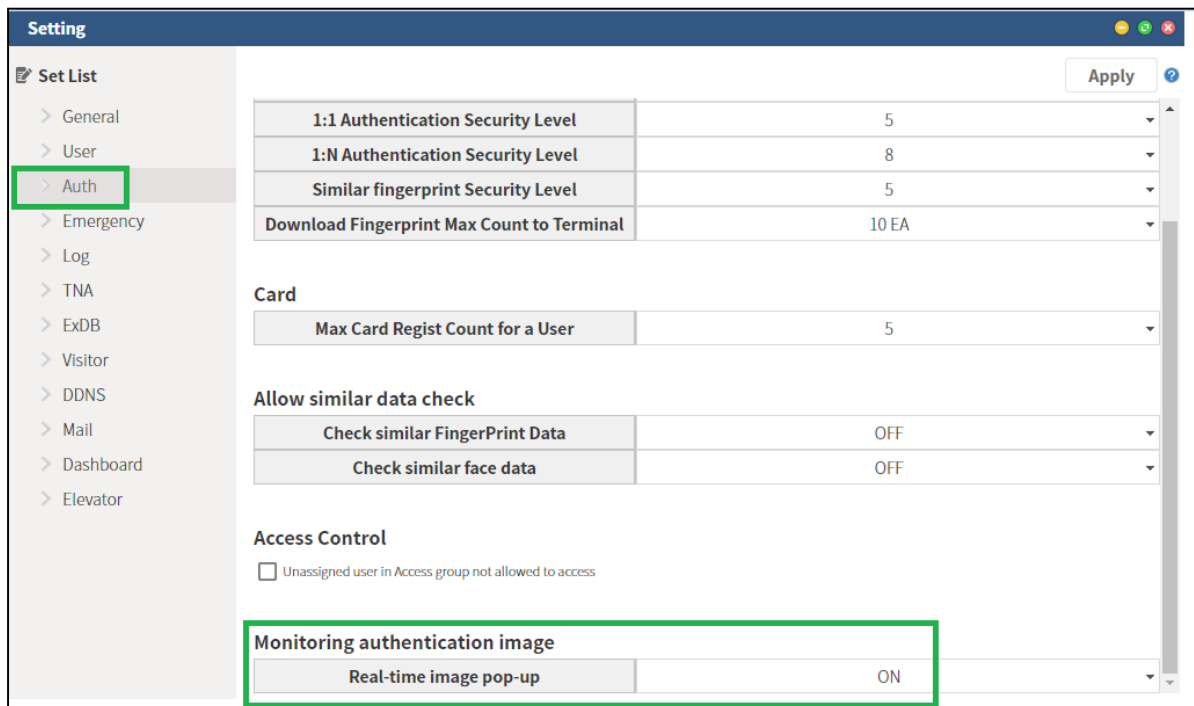 Setting
Set List
Apply
General
User
Auth
Emergency
Log
TNA
ExDB
Visitor
DDNS
Mail
Dashboard
Elevator
1:1 Authentication Security Level 5
1:N Authentication Security Level 8
Similar fingerprint Security Level 5
Download Fingerprint Max Count to Terminal 10 EA
Card
Max Card Regist Count for a User 5
Allow similar data check
Check similar FingerPrint Data OFF
Check similar face data OFF
Access Control
Unassigned user in Access group not allowed to access
Monitoring authentication image
Real-time image pop-up ON